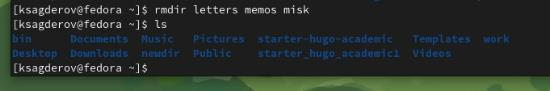 [ksagderov@fedora ~]$ rmdir letters memos misk
[ksagderov@fedora ~]$ ls
bin Documents Music Pictures starter-hugo-academic Templates work
Desktop Downloads newdir Public starter_hugo_academic1 Videos
[ksagderov@fedora ~]$